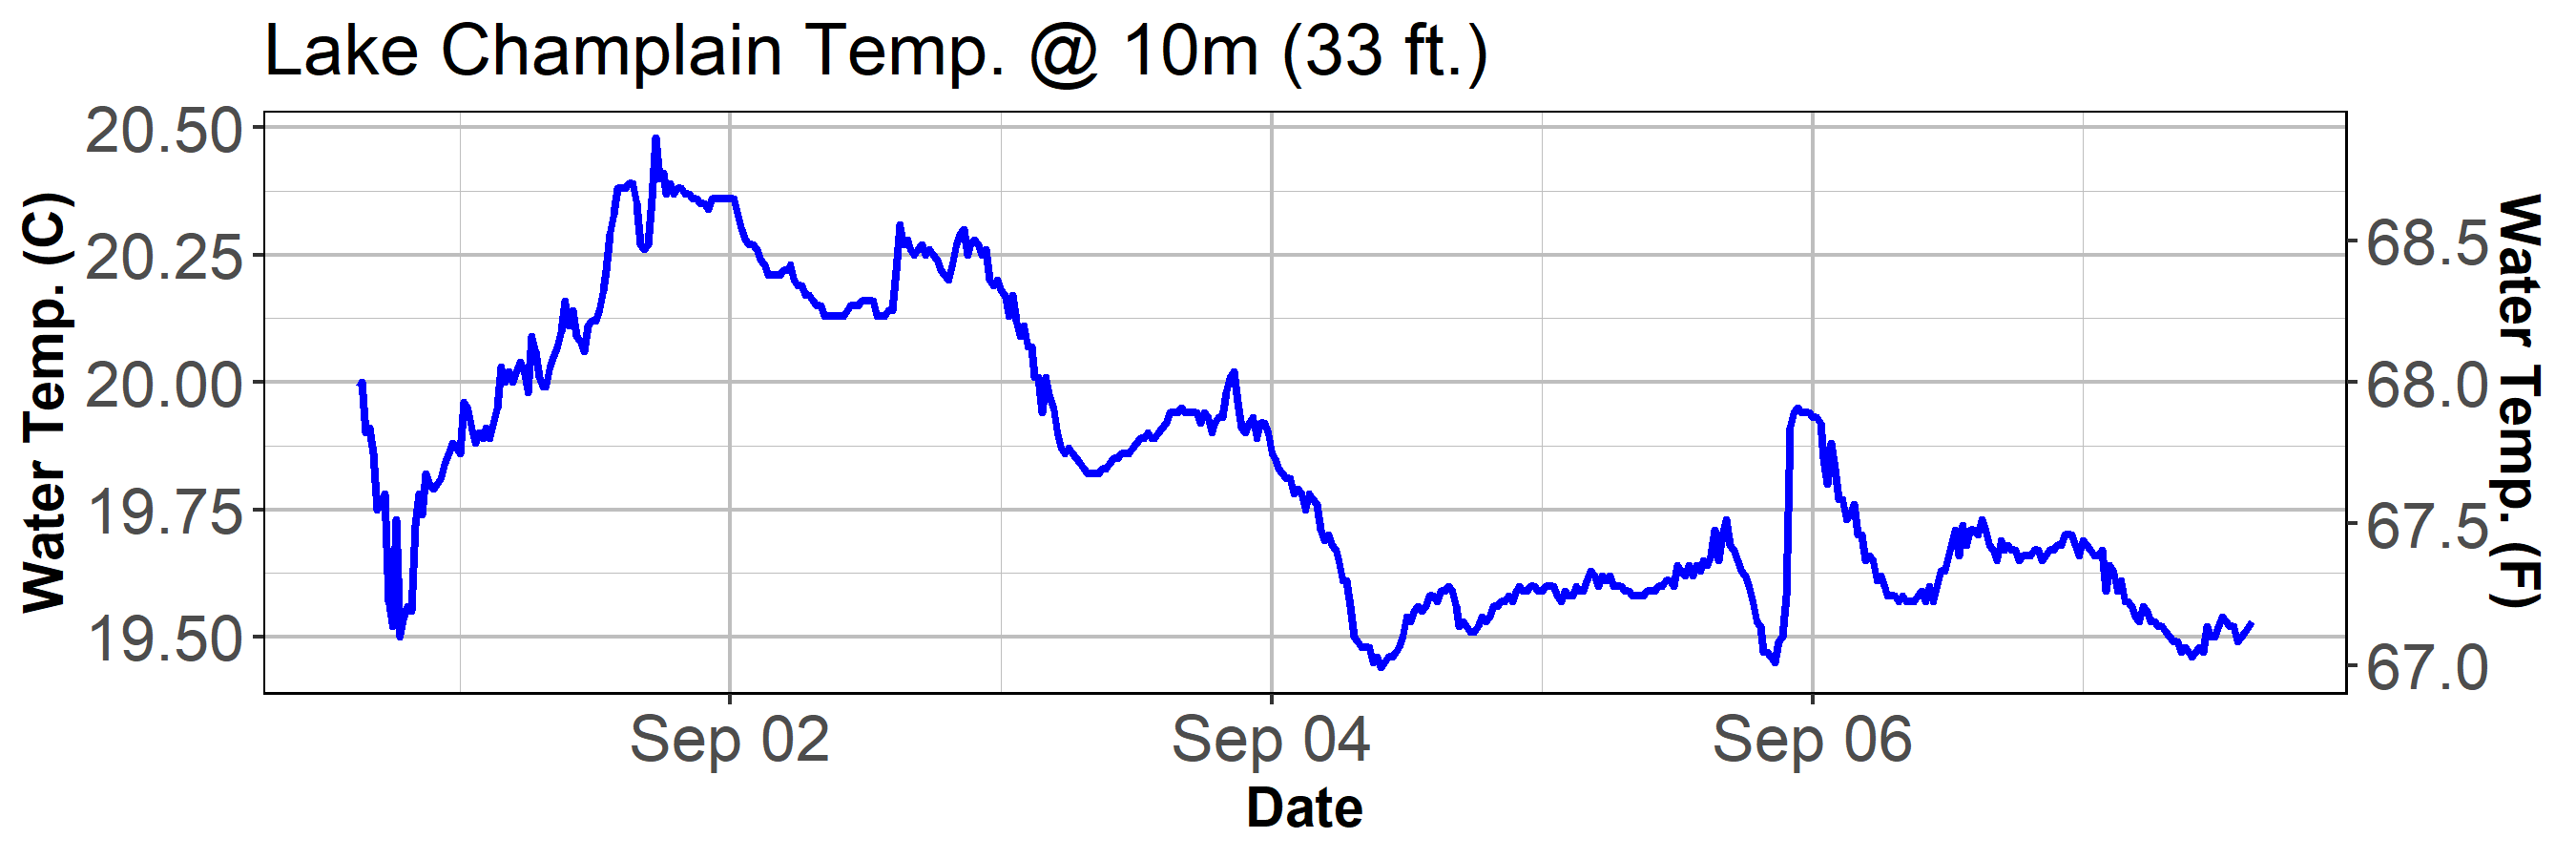 Lake Champlain Temp. @ 10m (33 ft.)
Water Temp. (C)
20.50
20.25
20.00
19.75
19.50
68.5
68.0
67.5
67.0
Water Temp. (F)
Sep 02
Sep 04
Sep 06
Date